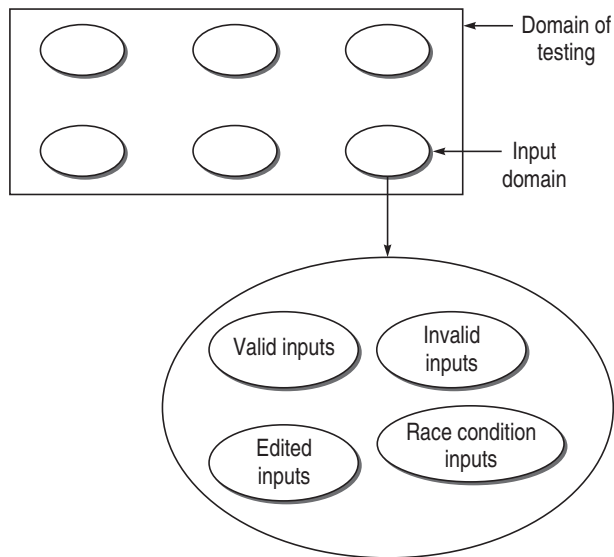 Domain of
testing
Input
domain
Valid inputs
Invalid
inputs
Edited
inputs
Race condition
inputs